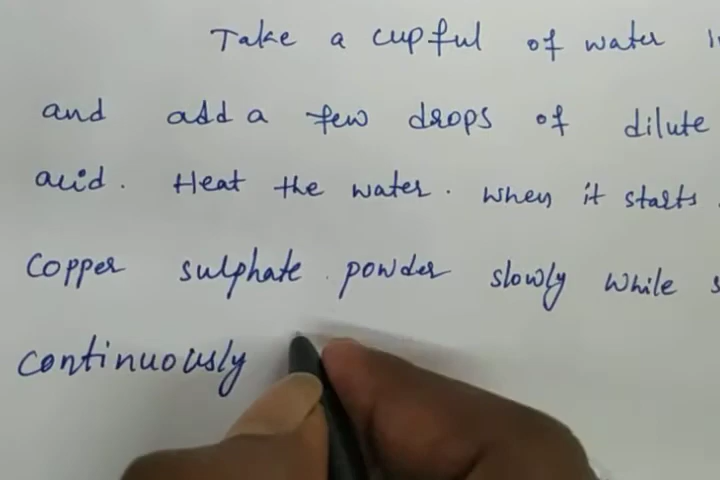 Take a cupful of water
and add a few drops of dilute
acid. Heat the water. When it starts
Copper sulphate powder slowly while
continuously